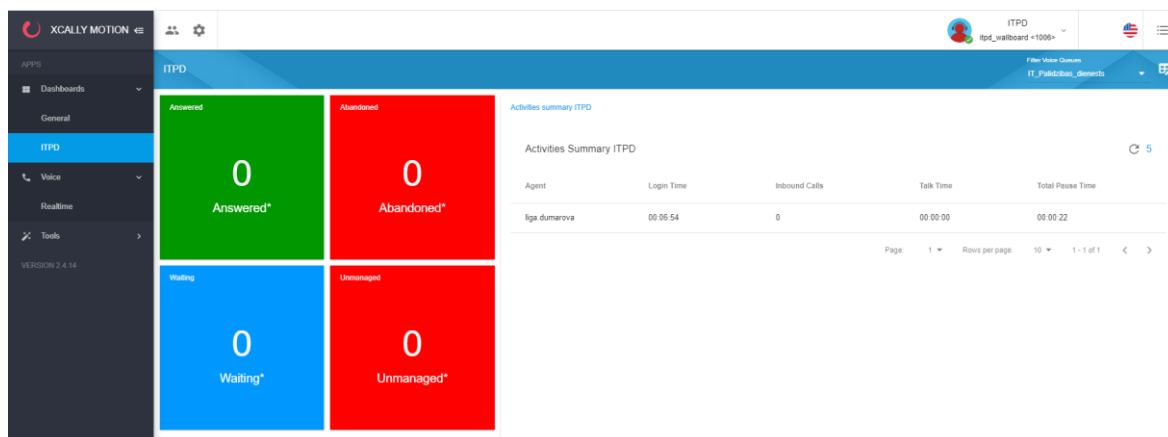 XCALLY MOTION
ITPD
itpd_wallboard <1006>
APPS
Dashboards
General
ITPD
Voice
Realtime
Tools
VERSION 2.4.14
ITPD
Filter Voice Queues
IT_Palidzibas_dienests
Answered
0
Answered*
Abandoned
0
Abandoned*
Waiting
0
Waiting*
Unmanaged
0
Unmanaged*
Activities summary ITPD
Activities Summary ITPD
5
Agent Login Time Inbound Calls Talk Time Total Pause Time
liga.dumarova 00:06:54 0 00:00:00 00:00:22
Page: 1 Rows per page: 10 1 - 1 of 1